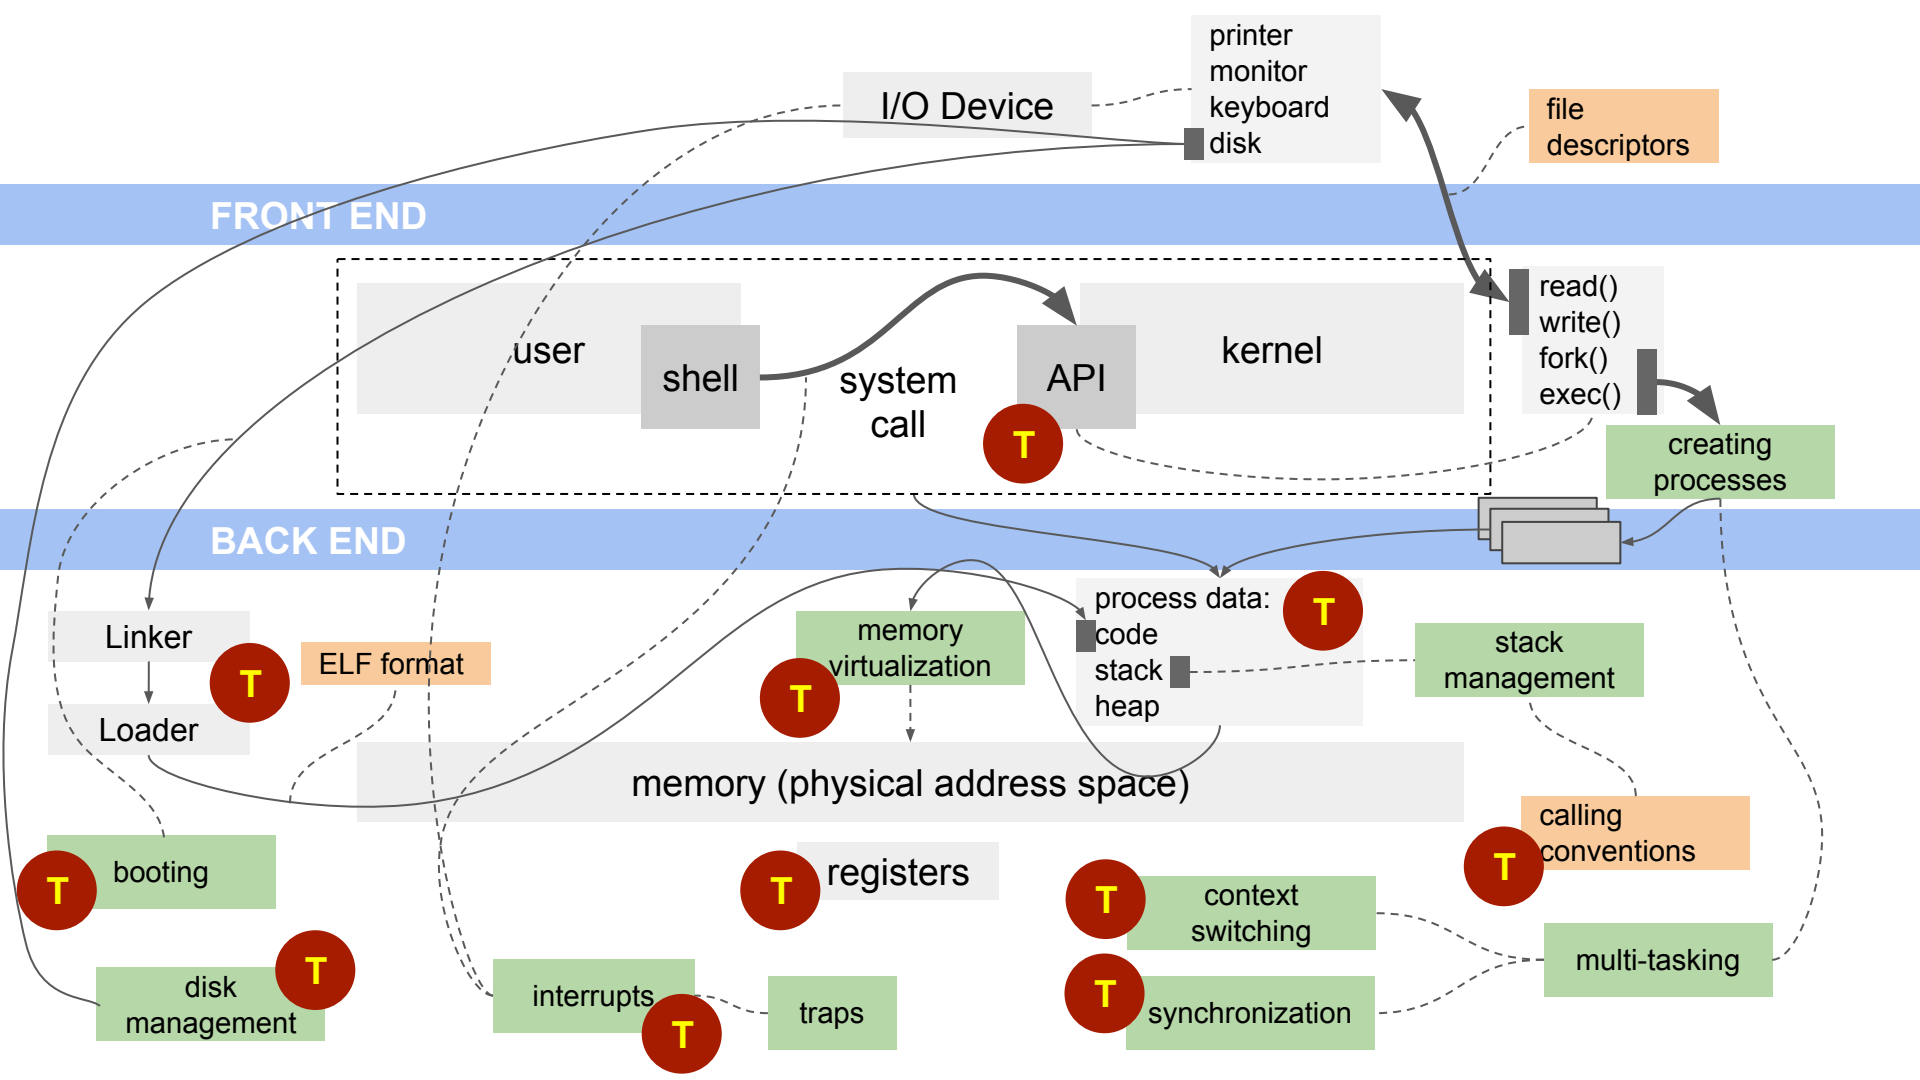 printer
monitor
keyboard
disk
I/O Device
file
descriptors
FRONT END
user
shell
system
call
API
T
kernel
read()
write()
fork()
exec()
creating
processes
BACK END
Linker
T
Loader
ELF format
memory
virtualization
T
process data:
code
stack
heap
T
stack
management
memory (physical address space)
calling
conventions
T
booting
T
registers
T
context
switching
T
multi-tasking
disk
management
T
interrupts
T
traps
synchronization
T